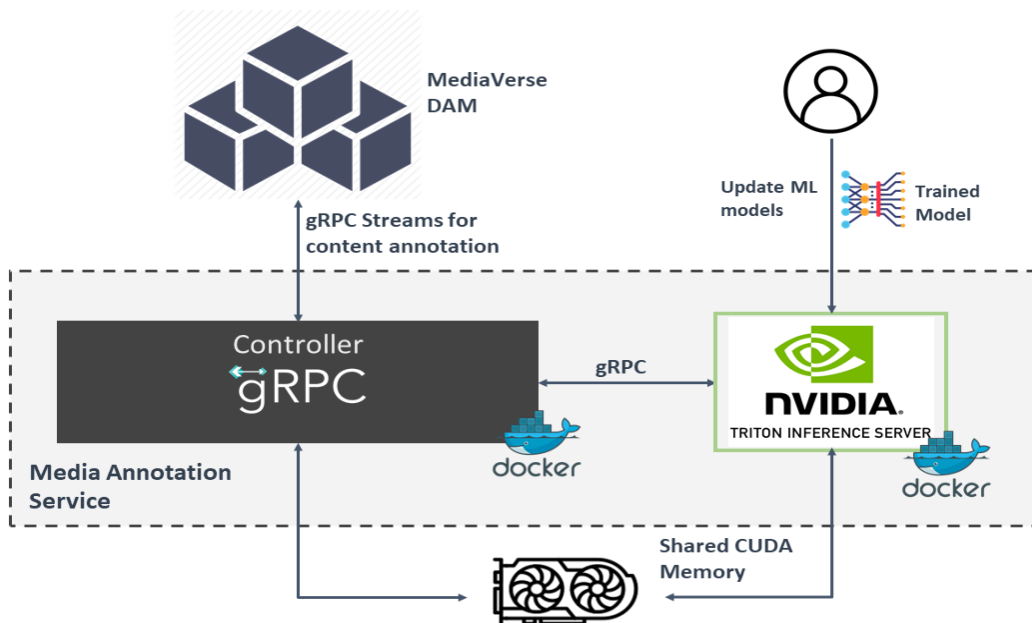 MediaVerse
DAM
gRPC Streams for
content annotation
Update ML
models
Trained
Model
Controller
gRPC
gRPC
NVIDIA.
TRITON INFERENCE SERVER
docker
docker
Media Annotation
Service
Shared CUDA
Memory